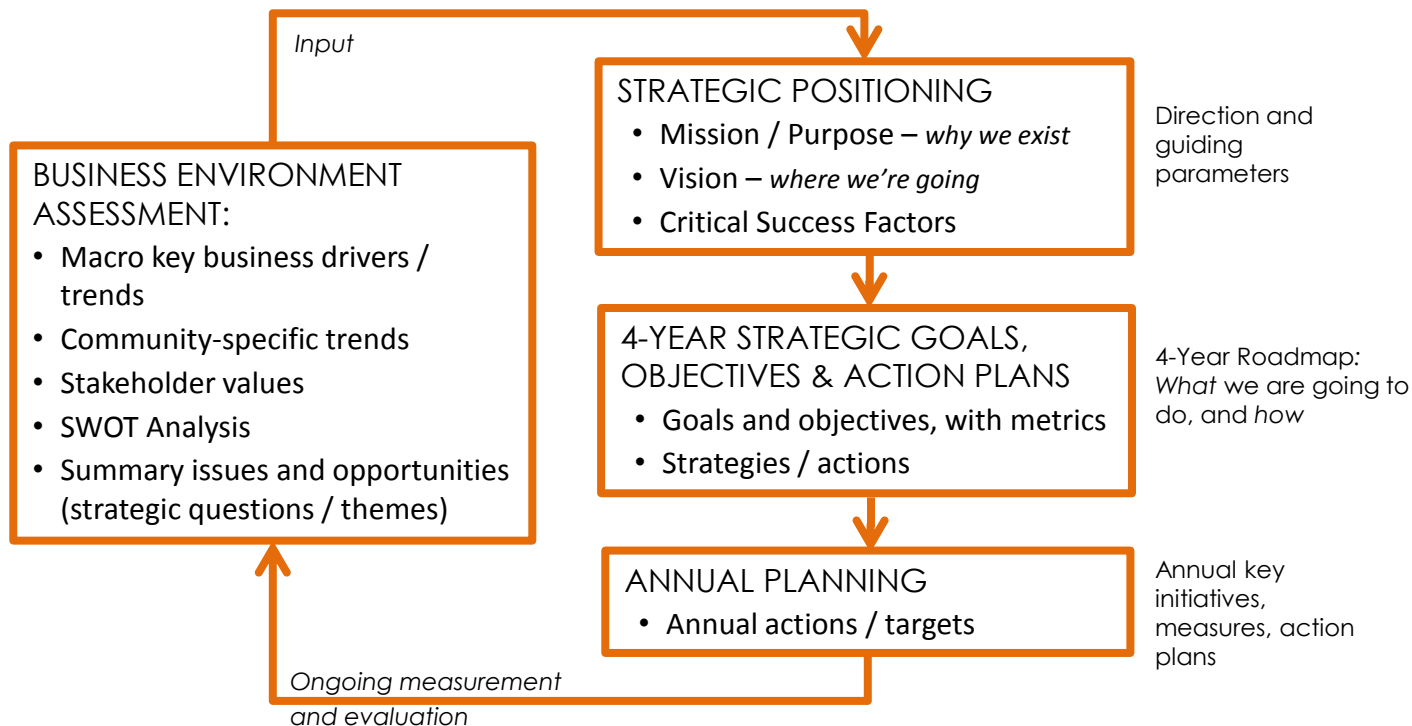 Input
BUSINESS ENVIRONMENT
ASSESSMENT:
• Macro key business drivers /
trends
• Community-specific trends
• Stakeholder values
• SWOT Analysis
• Summary issues and opportunities
(strategic questions / themes)
STRATEGIC POSITIONING
• Mission / Purpose – why we exist
• Vision – where we’re going
• Critical Success Factors
Direction and
guiding
parameters
4-YEAR STRATEGIC GOALS,
OBJECTIVES & ACTION PLANS
• Goals and objectives, with metrics
• Strategies / actions
4-Year Roadmap:
What we are going to
do, and how
ANNUAL PLANNING
• Annual actions / targets
Annual key
initiatives,
measures, action
plans
Ongoing measurement
and evaluation